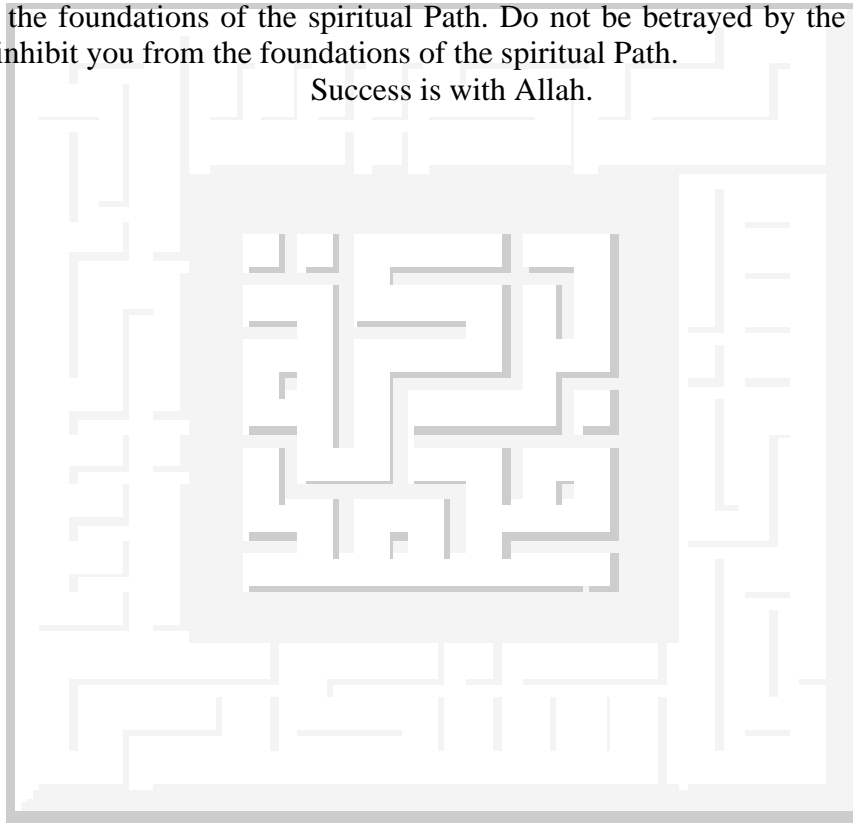 the foundations of the spiritual Path. Do not be betrayed by the
inhibit you from the foundations of the spiritual Path.
Success is with Allah.